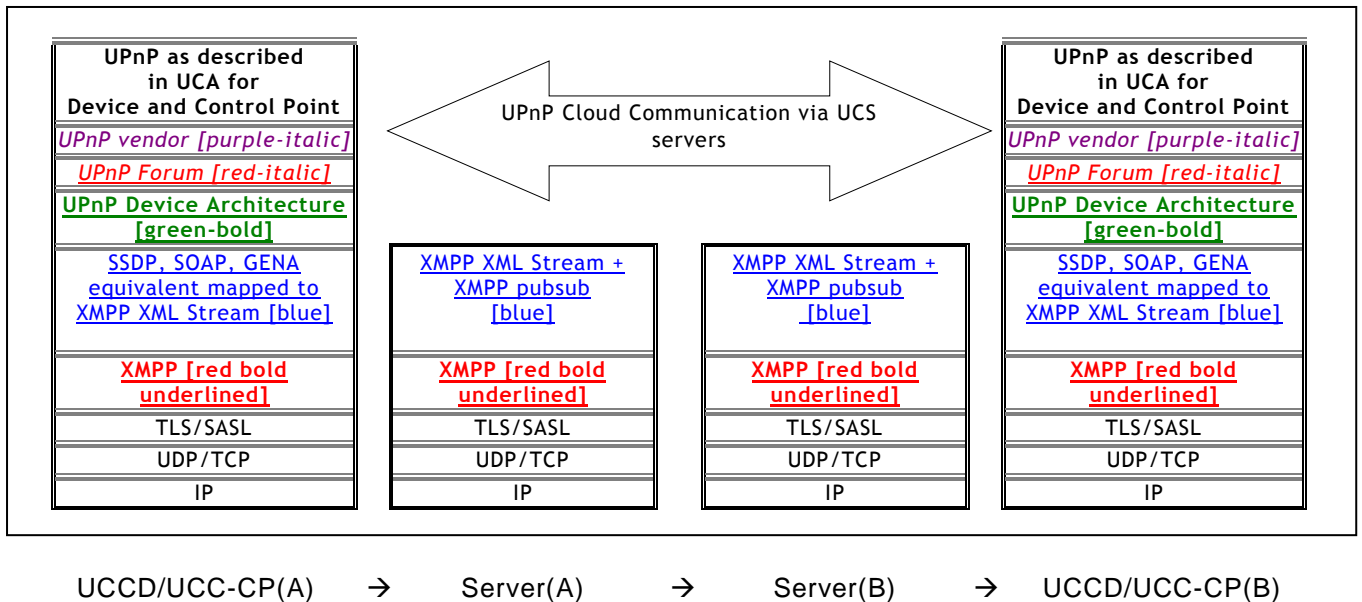 UPnP as described
in UCA for
Device and Control Point
UPnP vendor [purple-italic]
UPnP Forum [red-italic]
UPnP Device Architecture
[green-bold]
SSDP, SOAP, GENA
equivalent mapped to
XMPP XML Stream [blue]
XMPP [red bold
underlined]
TLS/SASL
UDP/TCP
IP
UPnP Cloud Communication via UCS
servers
XMPP XML Stream +
XMPP pubsub
[blue]
XMPP [red bold
underlined]
TLS/SASL
UDP/TCP
IP
XMPP XML Stream +
XMPP pubsub
[blue]
XMPP [red bold
underlined]
TLS/SASL
UDP/TCP
IP
UPnP as described
in UCA for
Device and Control Point
UPnP vendor [purple-italic]
UPnP Forum [red-italic]
UPnP Device Architecture
[green-bold]
SSDP, SOAP, GENA
equivalent mapped to
XMPP XML Stream [blue]
XMPP [red bold
underlined]
TLS/SASL
UDP/TCP
IP
UCCD/UCC-CP(A) → Server(A) → Server(B) → UCCD/UCC-CP(B)